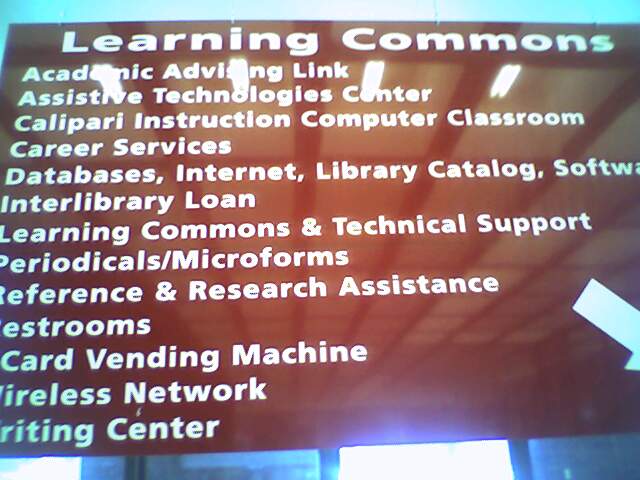 Learning Commons
Academic Advising Link
Assistive Technologies Center
Calipari Instruction Computer Classroom
Career Services
Databases, Internet, Library Catalog, Softwa
Interlibrary Loan
Learning Commons & Technical Support
Periodicals/Microforms
Reference & Research Assistance
estrooms
Card Vending Machine
ireless Network
riting Center